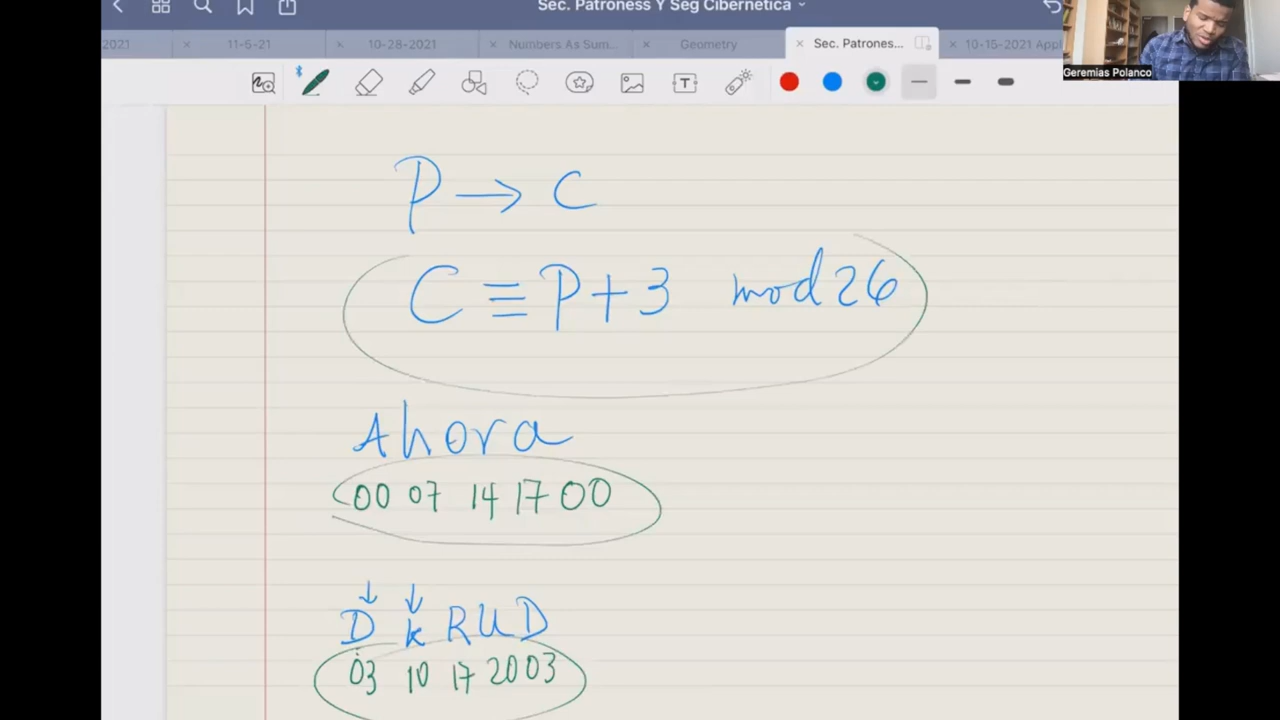 Sec. Patroness Y Seg Cibernetica
2021
11-5-21
10-28-2021
Numbers As Sum...
Geometry
Sec. Patrones...
10-15-2021 Appl
Geremias Polanco
P → C
C ≡ P + 3 mod 26
Ahora
00 07 14 17 00
D K R U D
03 10 17 20 03